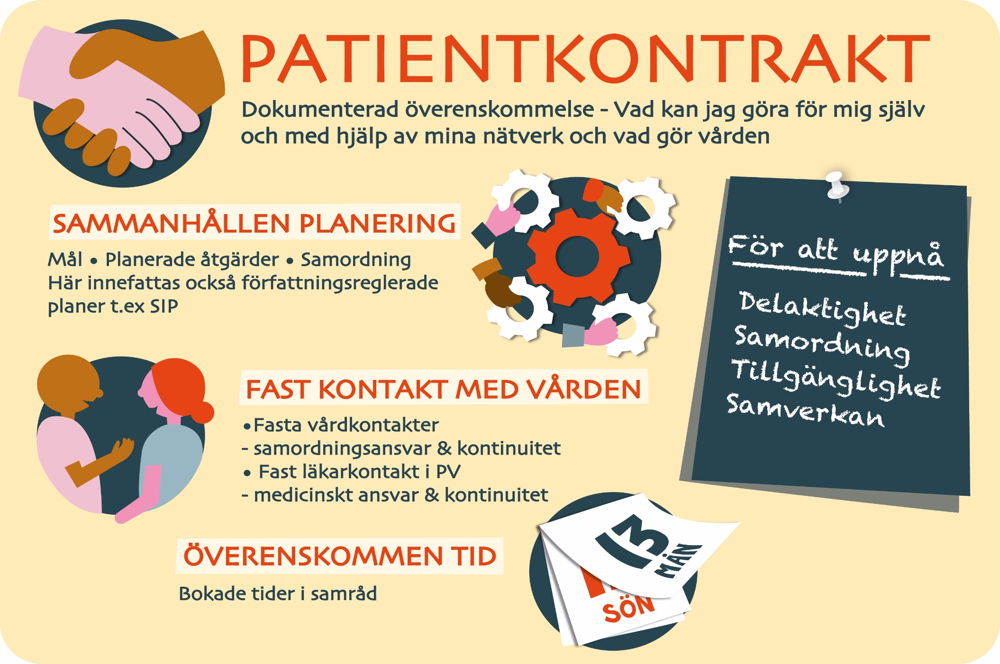 PATIENTKONTRAKT
Dokumenterad överenskommelse - Vad kan jag göra för mig själv
och med hjälp av mina nätverk och vad gör vården
SAMMANHÅLLEN PLANERING
Mål • Planerade åtgärder • Samordning
Här innefattas också författningsreglerade
planer t.ex SIP
För att uppnå
Delaktighet
Samordning
Tillgänglighet
Samverkan
FAST KONTAKT MED VÅRDEN
•Fasta vårdkontakter
- samordningsansvar & kontinuitet
• Fast läkarkontakt i PV
- medicinskt ansvar & kontinuitet
ÖVERENSKOMMEN TID
Bokade tider i samråd
13
MÅN
SÖN